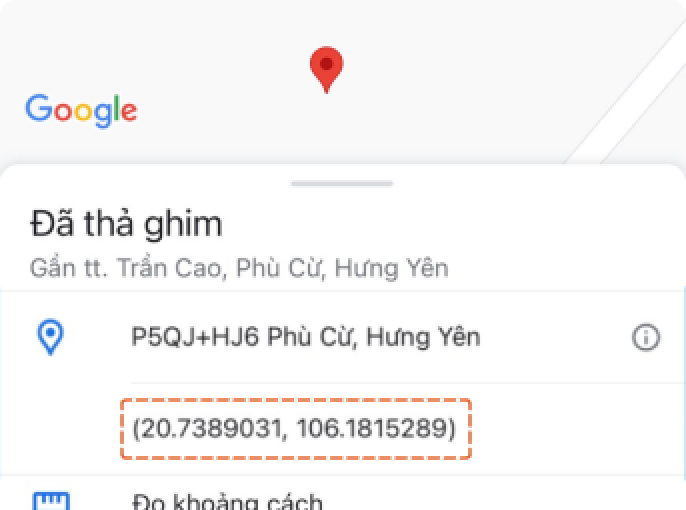 Google
Đã thả ghim
Gần tt. Trần Cao, Phù Cừ, Hưng Yên
P5QJ+HJ6 Phù Cừ, Hưng Yên
(20.7389031, 106.1815289)
Đo khoảng cách